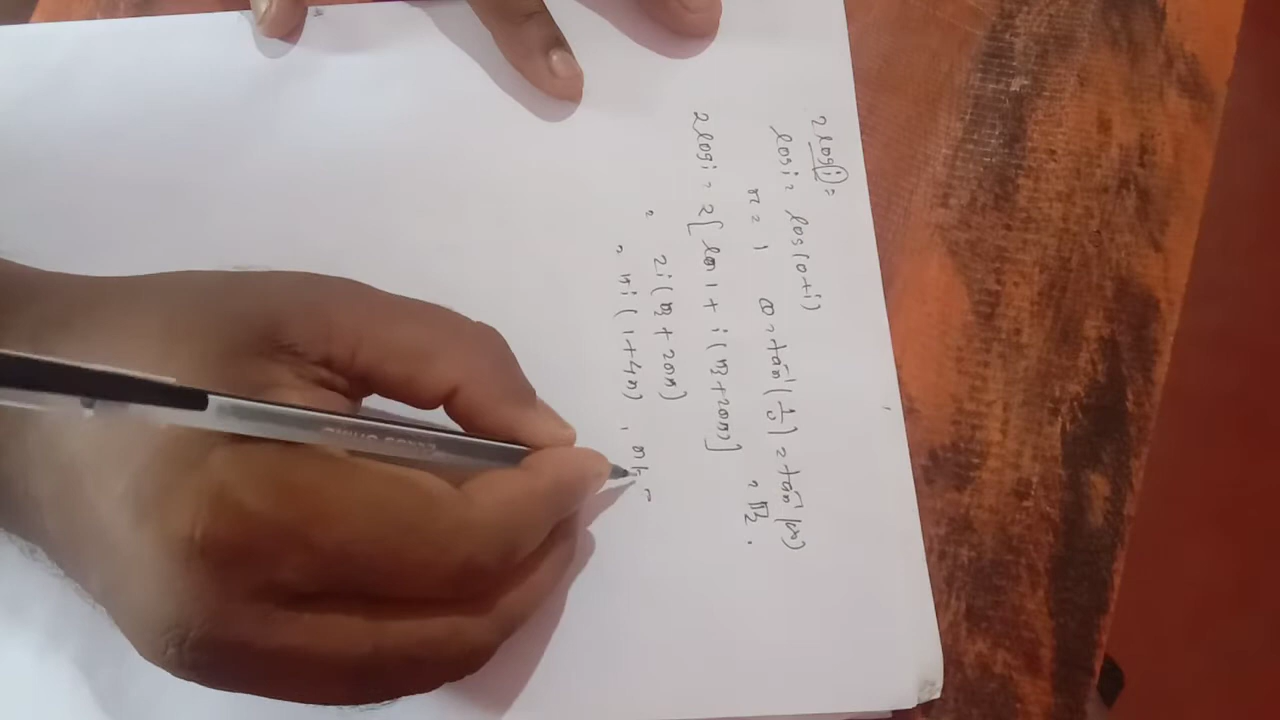 2log(i) =
log i = log(0+i)
r = 1 θ = tan⁻¹(1/0) = tan⁻¹(∞)
= π/2.
2log i = 2[ln 1 + i(π/2 + 2nπ)]
= 2i(π/2 + 2nπ)
= πi(1+4n),